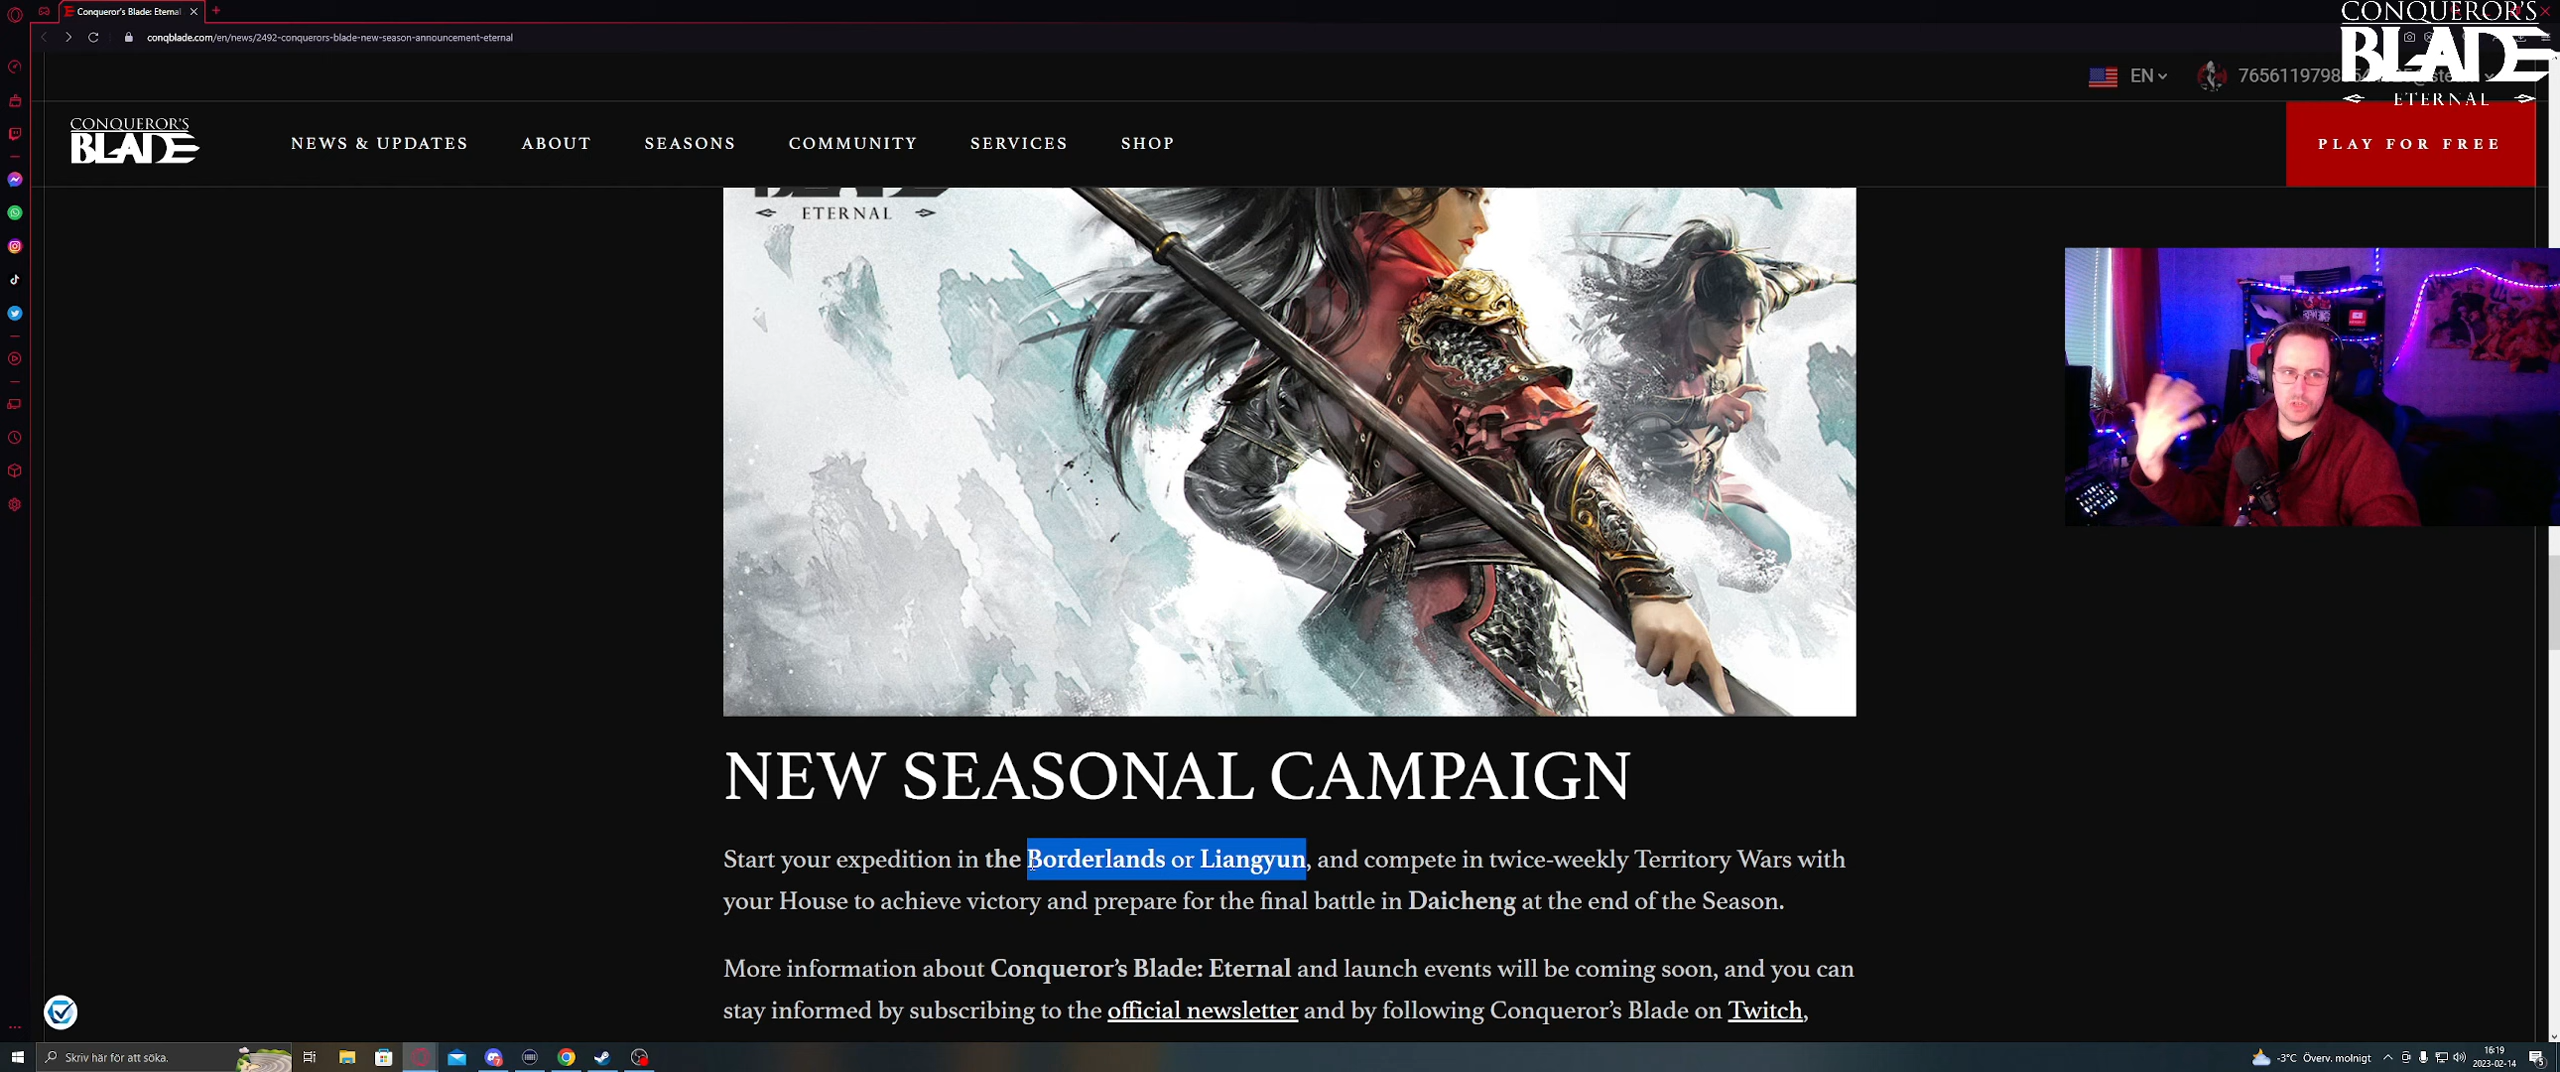 Conqueror's Blade: Eternal
conqblade.com/en/news/2492-conquerors-blade-new-season-announcement-eternal
CONQUEROR'S
BLADE
ETERNAL
EN
CONQUEROR'S
BLADE
NEWS & UPDATES
ABOUT
SEASONS
COMMUNITY
SERVICES
SHOP
PLAY FOR FREE
ETERNAL
NEW SEASONAL CAMPAIGN
Start your expedition in the Borderlands or Liangyun, and compete in twice-weekly Territory Wars with
your House to achieve victory and prepare for the final battle in Daicheng at the end of the Season.
More information about Conqueror's Blade: Eternal and launch events will be coming soon, and you can
stay informed by subscribing to the official newsletter and by following Conqueror's Blade on Twitch,
Skriv här för att söka.
-3°C Överv. molnigt
16:19
2023-02-14